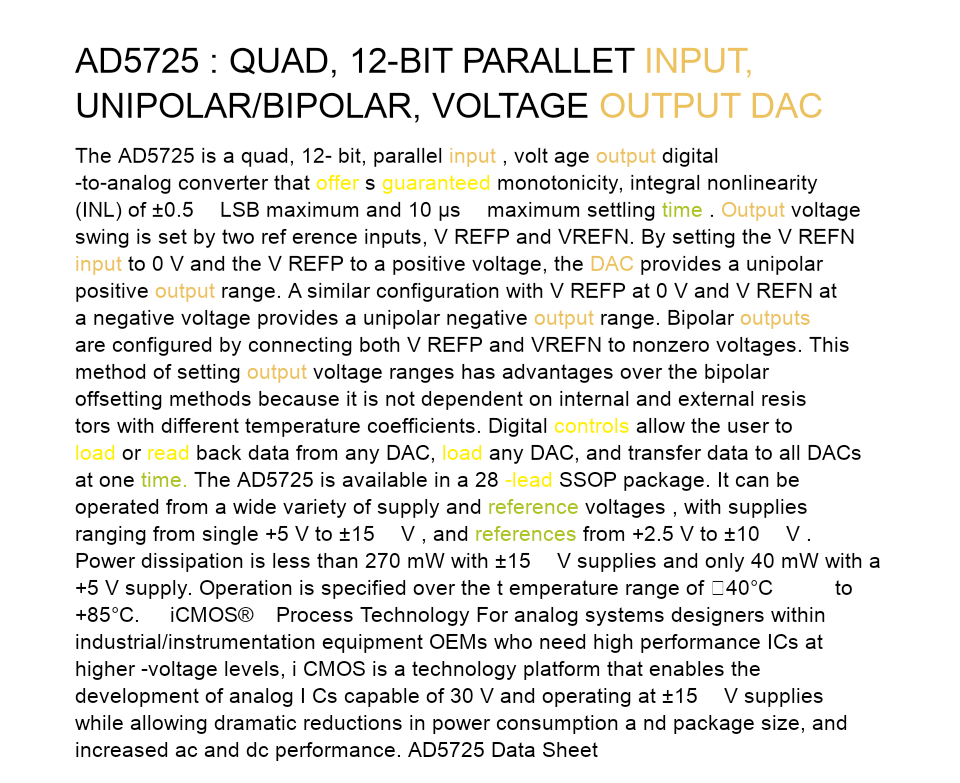 AD5725 : QUAD, 12-BIT PARALLET INPUT,
UNIPOLAR/BIPOLAR, VOLTAGE OUTPUT DAC
The AD5725 is a quad, 12- bit, parallel input , volt age output digital
-to-analog converter that offer s guaranteed monotonicity, integral nonlinearity
(INL) of ±0.5 LSB maximum and 10 µs maximum settling time . Output voltage
swing is set by two ref erence inputs, V REFP and VREFN. By setting the V REFN
input to 0 V and the V REFP to a positive voltage, the DAC provides a unipolar
positive output range. A similar configuration with V REFP at 0 V and V REFN at
a negative voltage provides a unipolar negative output range. Bipolar outputs
are configured by connecting both V REFP and VREFN to nonzero voltages. This
method of setting output voltage ranges has advantages over the bipolar
offsetting methods because it is not dependent on internal and external resis
tors with different temperature coefficients. Digital controls allow the user to
load or read back data from any DAC, load any DAC, and transfer data to all DACs
at one time. The AD5725 is available in a 28 -lead SSOP package. It can be
operated from a wide variety of supply and reference voltages , with supplies
ranging from single +5 V to ±15 V , and references from +2.5 V to ±10 V .
Power dissipation is less than 270 mW with ±15 V supplies and only 40 mW with a
+5 V supply. Operation is specified over the t emperature range of □40°C to
+85°C. iCMOS® Process Technology For analog systems designers within
industrial/instrumentation equipment OEMs who need high performance ICs at
higher -voltage levels, i CMOS is a technology platform that enables the
development of analog I Cs capable of 30 V and operating at ±15 V supplies
while allowing dramatic reductions in power consumption a nd package size, and
increased ac and dc performance. AD5725 Data Sheet